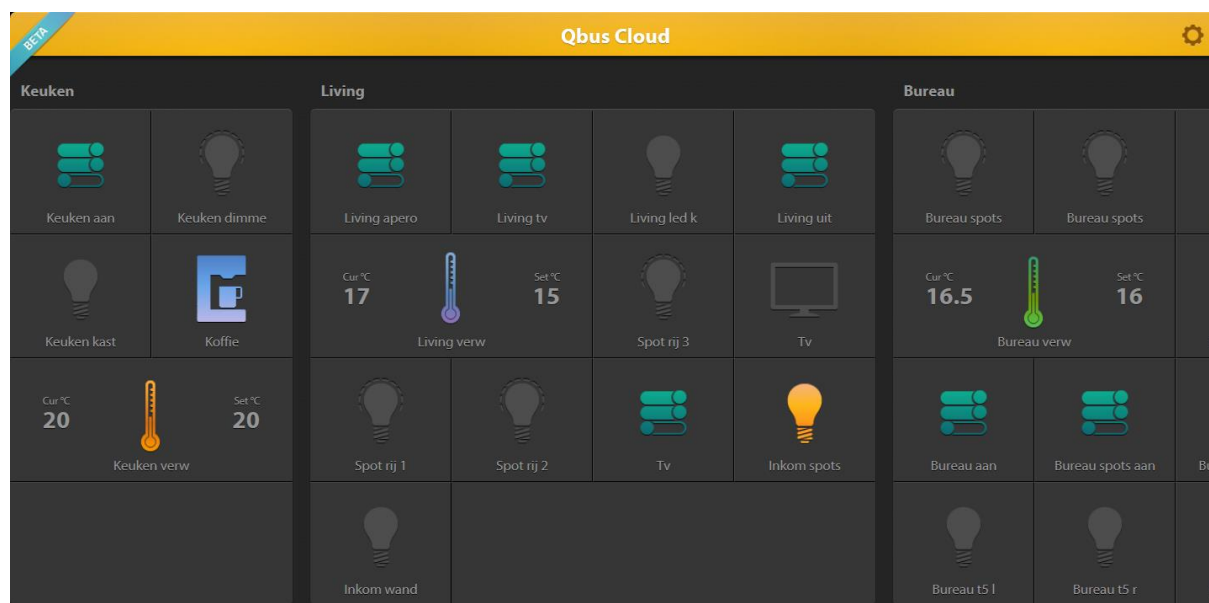 BETA
Qbus Cloud
Keuken
Keuken aan
Keuken dimme
Keuken kast
Koffie
Cur °C
20
Set °C
20
Keuken verw
Living
Living apero
Living tv
Living led k
Living uit
Cur °C
17
Set °C
15
Living verw
Spot rij 3
Tv
Spot rij 1
Spot rij 2
Tv
Inkom spots
Inkom wand
Bureau
Bureau spots
Bureau spots
Cur °C
16.5
Set °C
16
Bureau verw
Bureau aan
Bureau spots aan
Bureau t5 l
Bureau t5 r